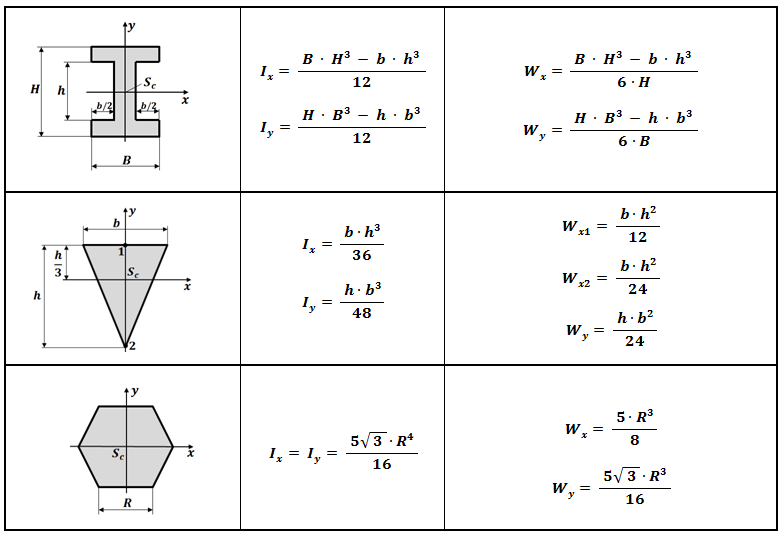 y
H
h
S_c
x
b/2
b/2
B
I_x = (B · H³ − b · h³)/12
I_y = (H · B³ − h · b³)/12
W_x = (B · H³ − b · h³)/(6 · H)
W_y = (H · B³ − h · b³)/(6 · B)
y
b
1
h/3
S_c
x
h
2
I_x = (b · h³)/36
I_y = (h · b³)/48
W_x1 = (b · h²)/12
W_x2 = (b · h²)/24
W_y = (h · b²)/24
y
S_c
x
R
I_x = I_y = (5√3 · R⁴)/16
W_x = (5 · R³)/8
W_y = (5√3 · R³)/16